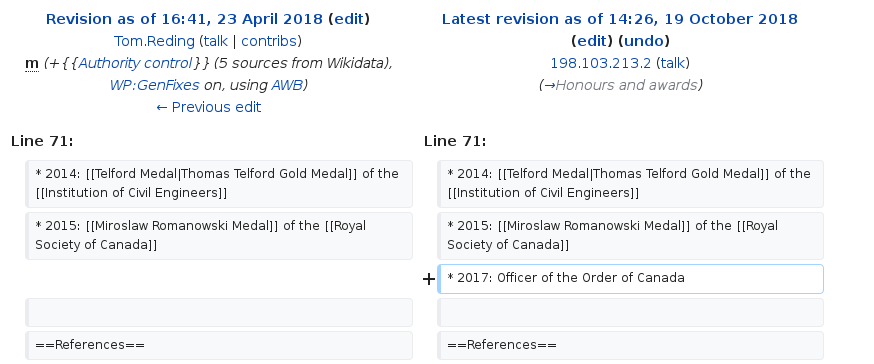 Revision as of 16:41, 23 April 2018 (edit)
Tom.Reding (talk | contribs)
m (+{{Authority control}} (5 sources from Wikidata),
WP:GenFixes on, using AWB)
← Previous edit
Latest revision as of 14:26, 19 October 2018
(edit) (undo)
198.103.213.2 (talk)
(→Honours and awards)
Line 71:
Line 71:
* 2014: [[Telford Medal|Thomas Telford Gold Medal]] of the
[[Institution of Civil Engineers]]
* 2014: [[Telford Medal|Thomas Telford Gold Medal]] of the
[[Institution of Civil Engineers]]
* 2015: [[Miroslaw Romanowski Medal]] of the [[Royal
Society of Canada]]
* 2015: [[Miroslaw Romanowski Medal]] of the [[Royal
Society of Canada]]
+ * 2017: Officer of the Order of Canada
==References==
==References==